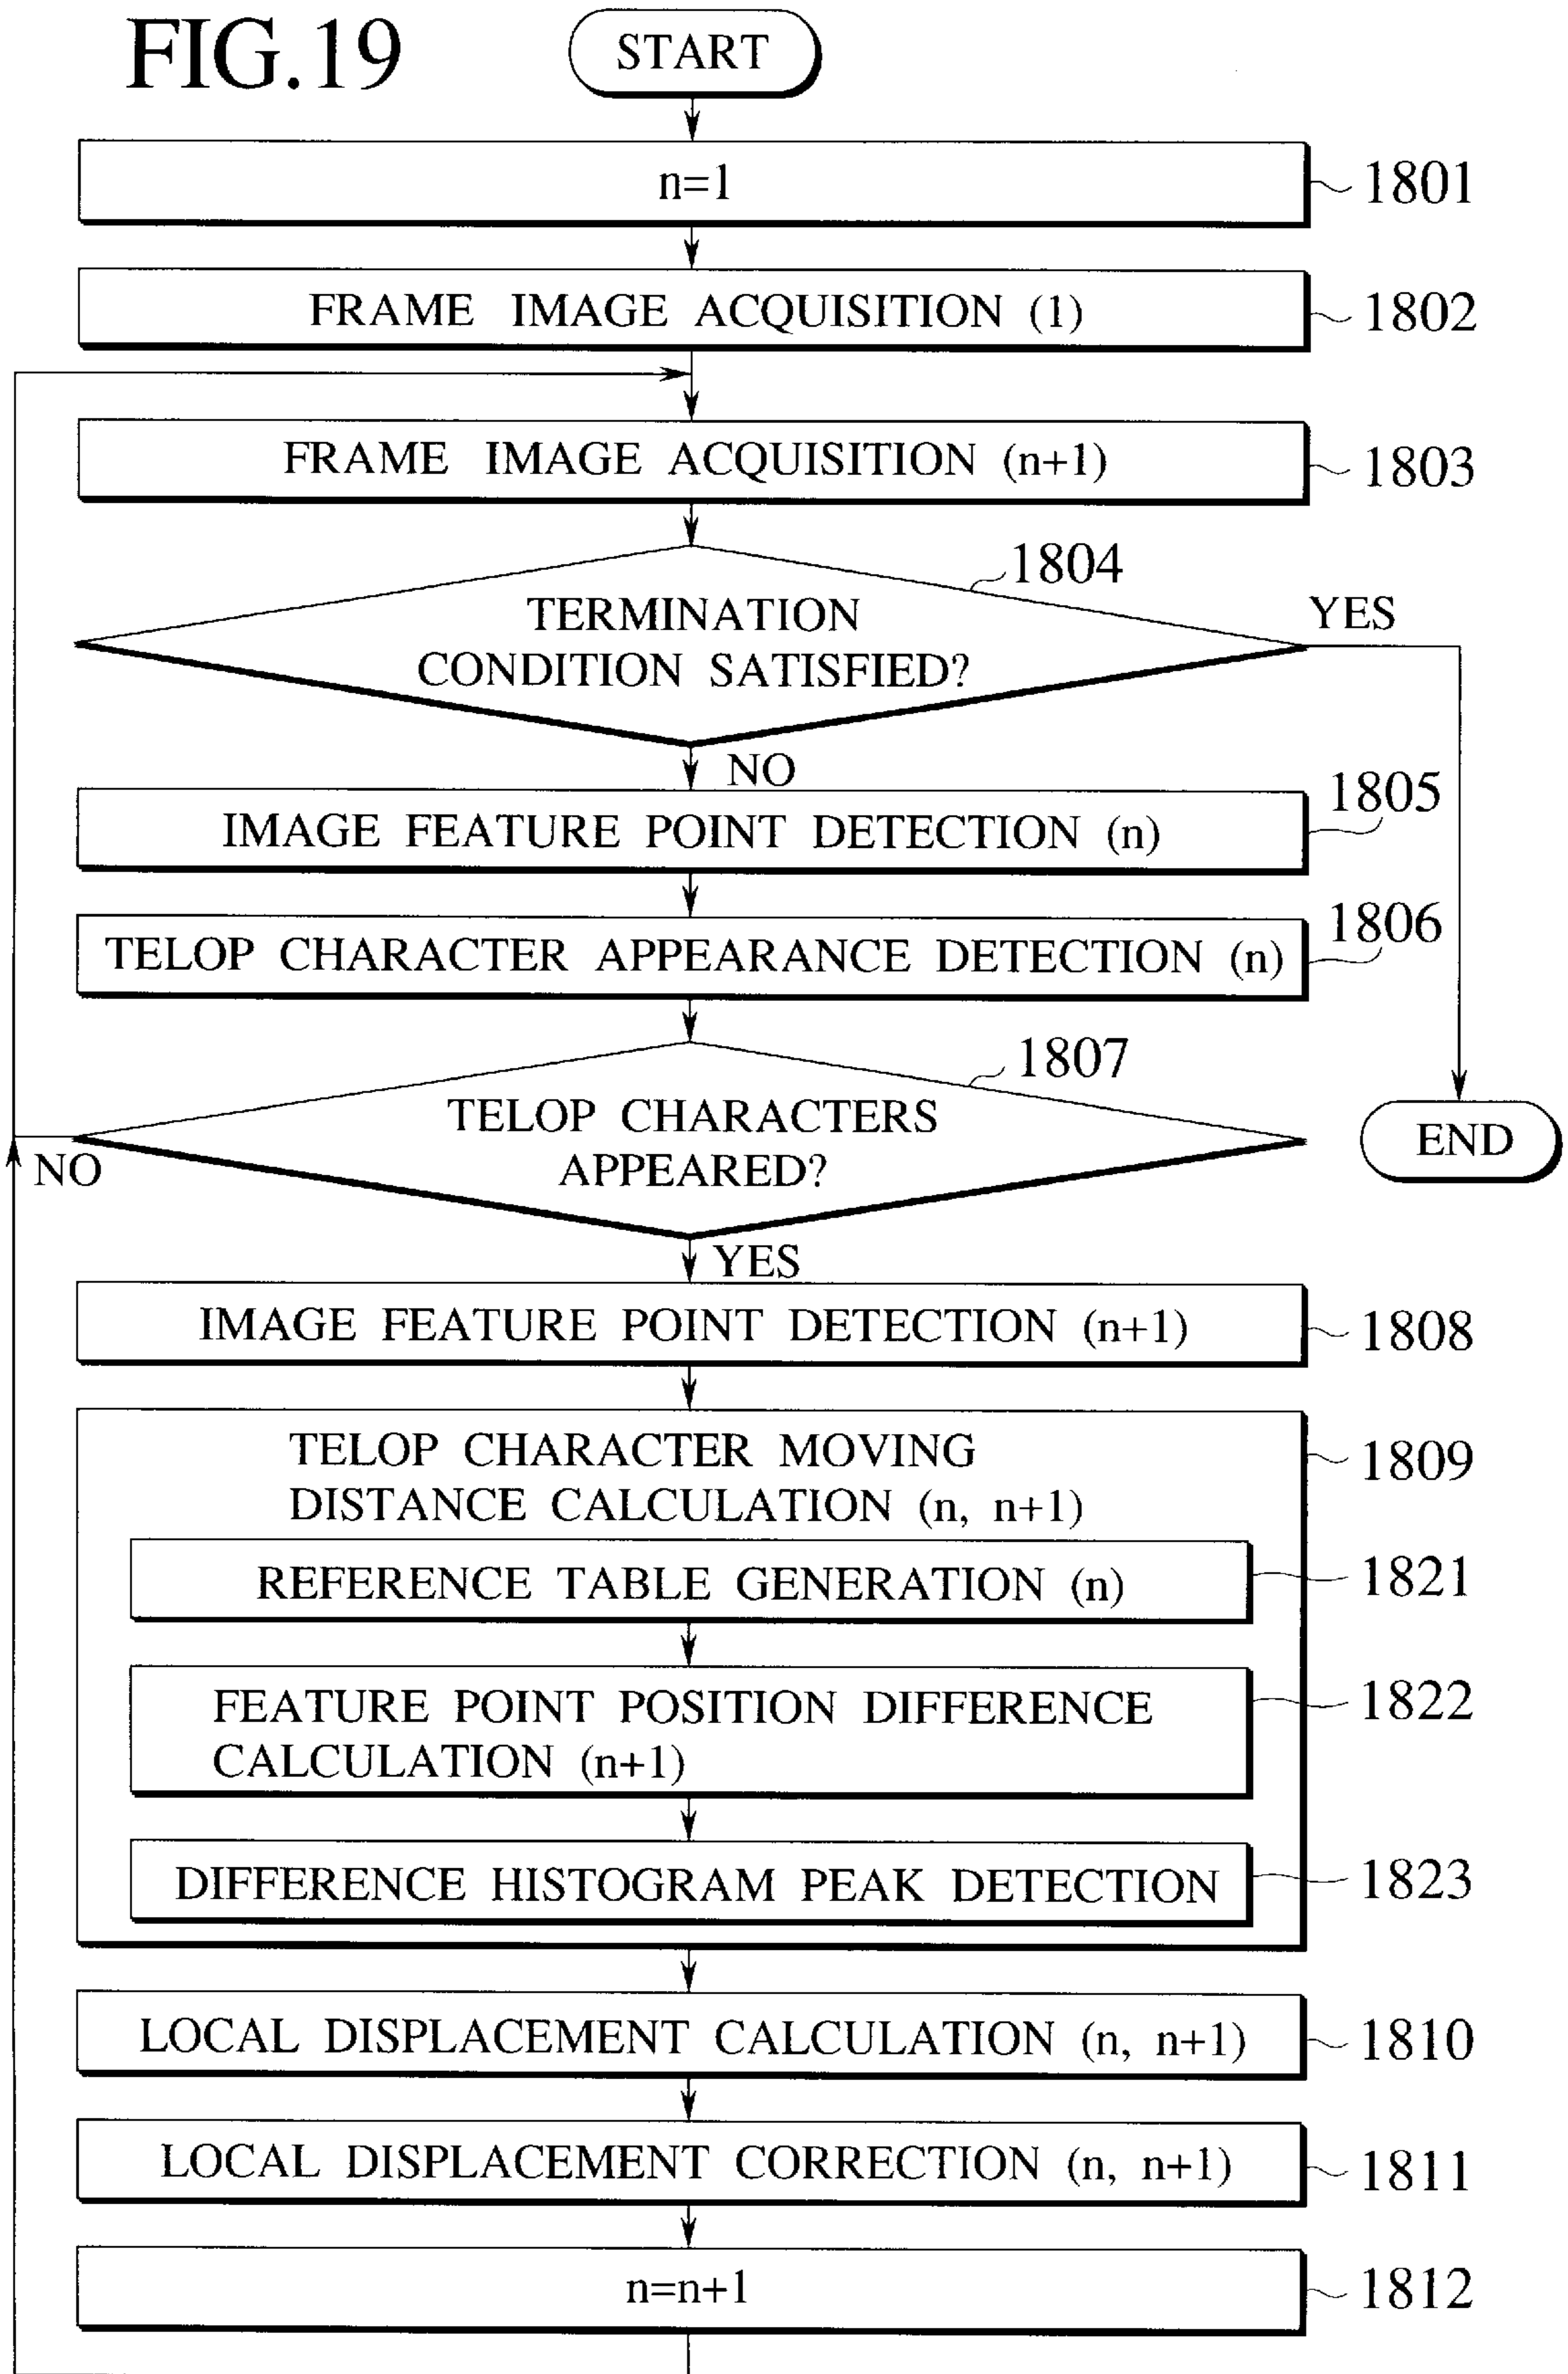 FIG.19
START
n=1
1801
FRAME IMAGE ACQUISITION (1)
1802
FRAME IMAGE ACQUISITION (n+1)
1803
1804
TERMINATION
CONDITION SATISFIED?
YES
NO
IMAGE FEATURE POINT DETECTION (n)
1805
TELOP CHARACTER APPEARANCE DETECTION (n)
1806
1807
TELOP CHARACTERS
APPEARED?
END
NO
YES
IMAGE FEATURE POINT DETECTION (n+1)
1808
TELOP CHARACTER MOVING
DISTANCE CALCULATION (n, n+1)
1809
REFERENCE TABLE GENERATION (n)
1821
FEATURE POINT POSITION DIFFERENCE
CALCULATION (n+1)
1822
DIFFERENCE HISTOGRAM PEAK DETECTION
1823
LOCAL DISPLACEMENT CALCULATION (n, n+1)
1810
LOCAL DISPLACEMENT CORRECTION (n, n+1)
1811
n=n+1
1812